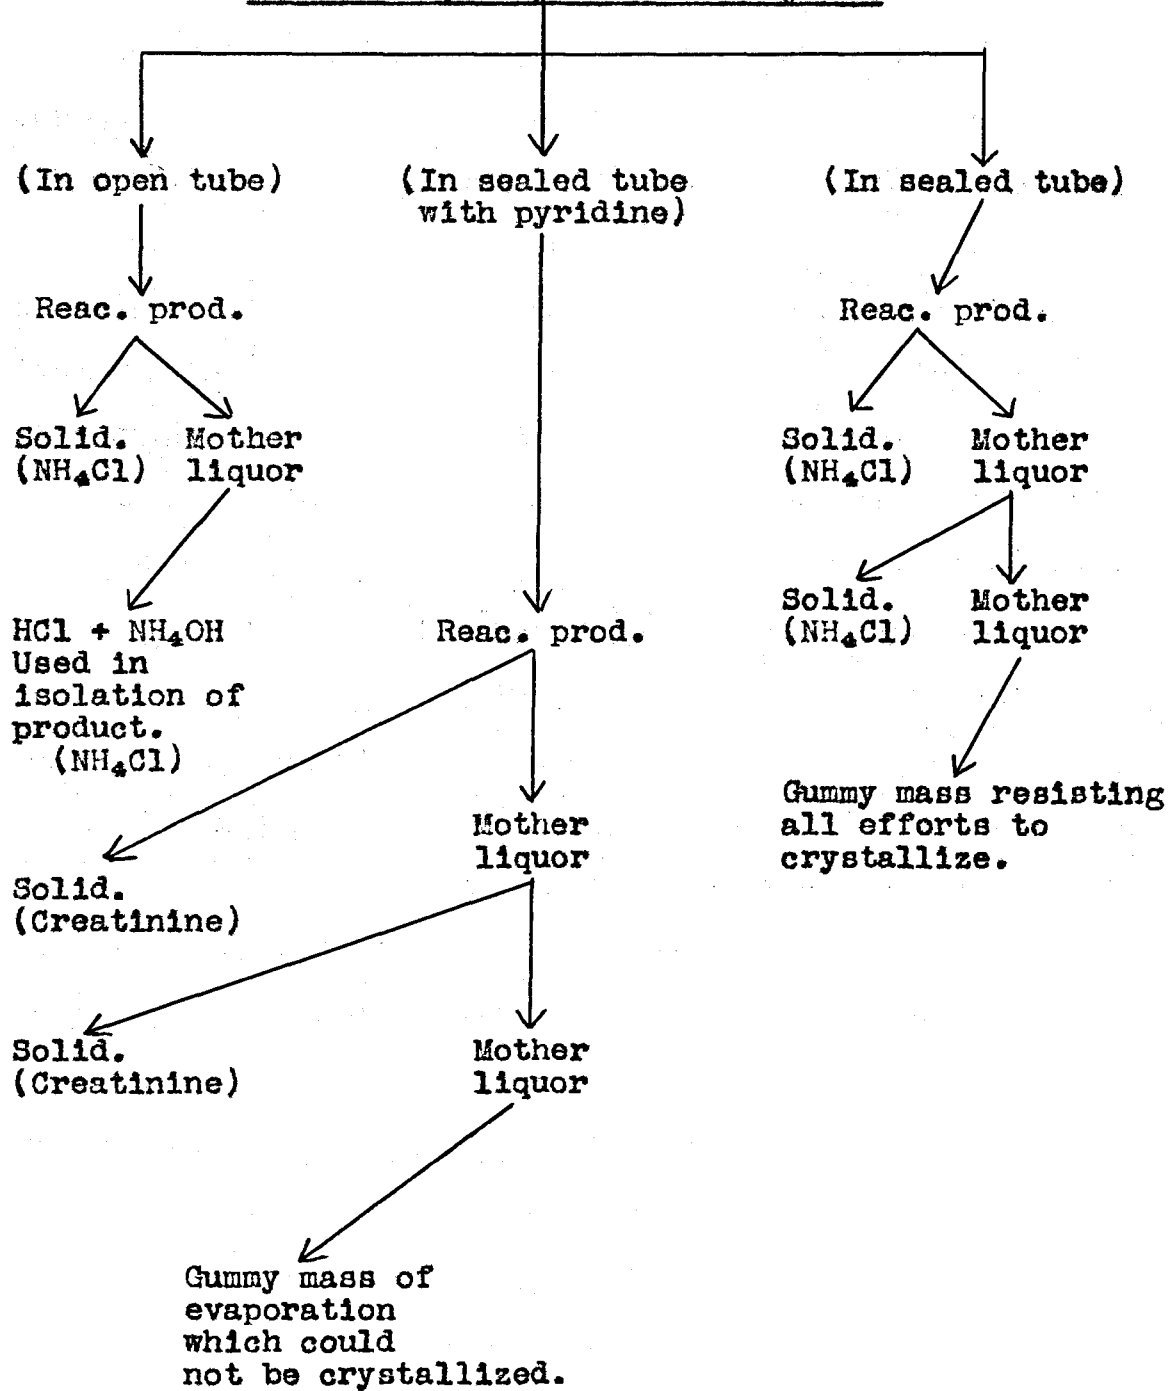 (In open tube)
(In sealed tube
with pyridine)
(In sealed tube)
Reac. prod.
Reac. prod.
Solid.
(NH₄Cl)
Mother
liquor
Solid.
(NH₄Cl)
Mother
liquor
HCl + NH₄OH
Used in
isolation of
product.
(NH₄Cl)
Reac. prod.
Solid.
(NH₄Cl)
Mother
liquor
Mother
liquor
Gummy mass resisting
all efforts to
crystallize.
Solid.
(Creatinine)
Solid.
(Creatinine)
Mother
liquor
Gummy mass of
evaporation
which could
not be crystallized.